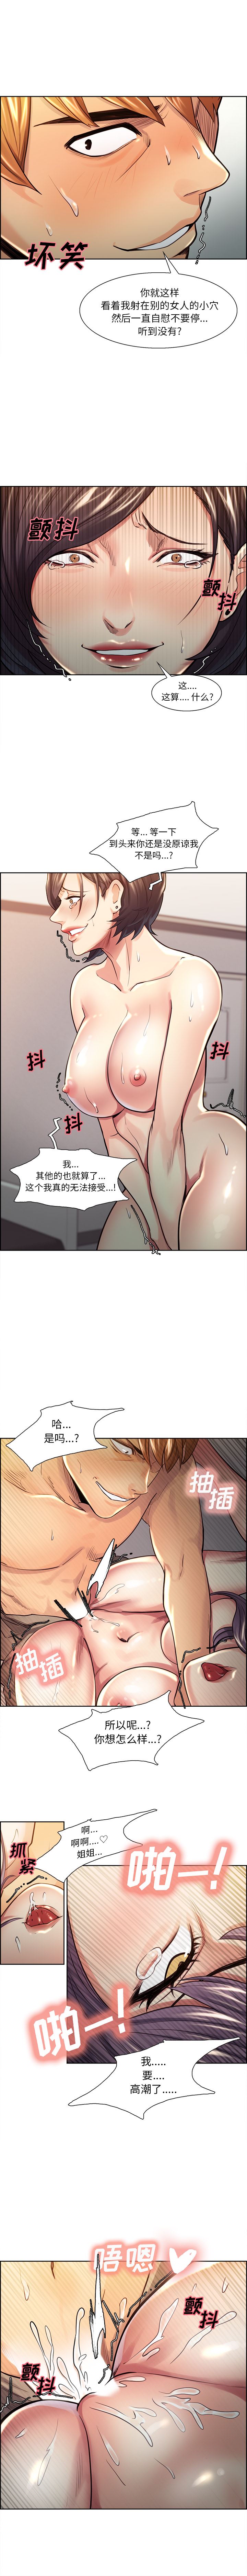 坏笑
你就这样
看着我射在别的女人的小穴
然后一直自慰不要停...
听到没有?
颤抖
颤抖
这....
这算.... 什么?
等... 等一下
到头来你还是没原谅我
不是吗...?
抖
抖
抖
我...
其他的也就算了...
这个我真的无法接受...!
哈...
是吗...?
抽插
抽插
所以呢...?
你想怎么样...?
抓紧
啊...
啊啊....♡
姐姐...
啪一!
啪一!
我.....
要....
高潮了.....
唔嗯
颤抖
颤抖